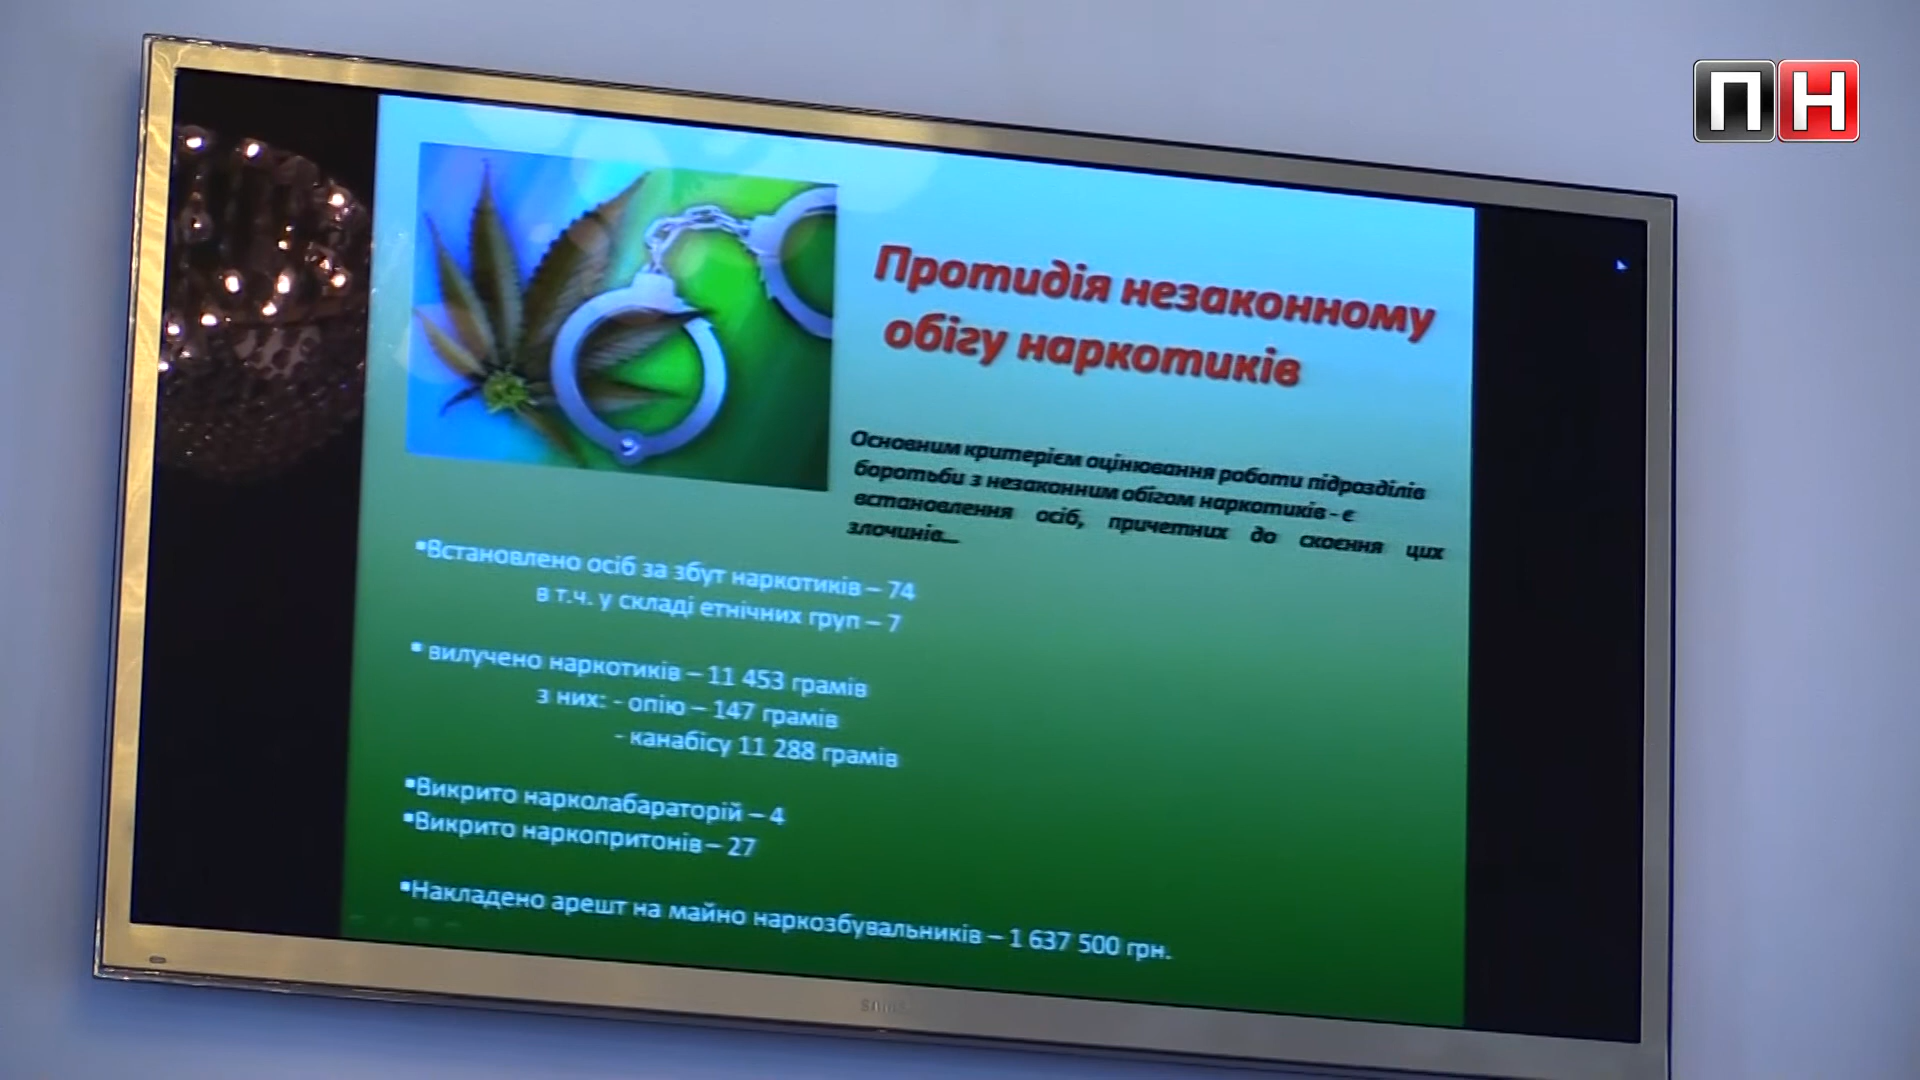 ПН
Протидія незаконному
обігу наркотиків
Основним критерієм оцінювання роботи підрозділів
боротьби з незаконним обігом наркотиків - є
встановлення осіб, причетних до скоєння цих
злочинів...
▪Встановлено осіб за збут наркотиків – 74
в т.ч. у складі етнічних груп – 7
▪ вилучено наркотиків – 11 453 грамів
з них: - опію – 147 грамів
- канабісу 11 288 грамів
▪Викрито нарколабараторій – 4
▪Викрито наркопритонів – 27
▪Накладено арешт на майно наркозбувальників – 1 637 500 грн.